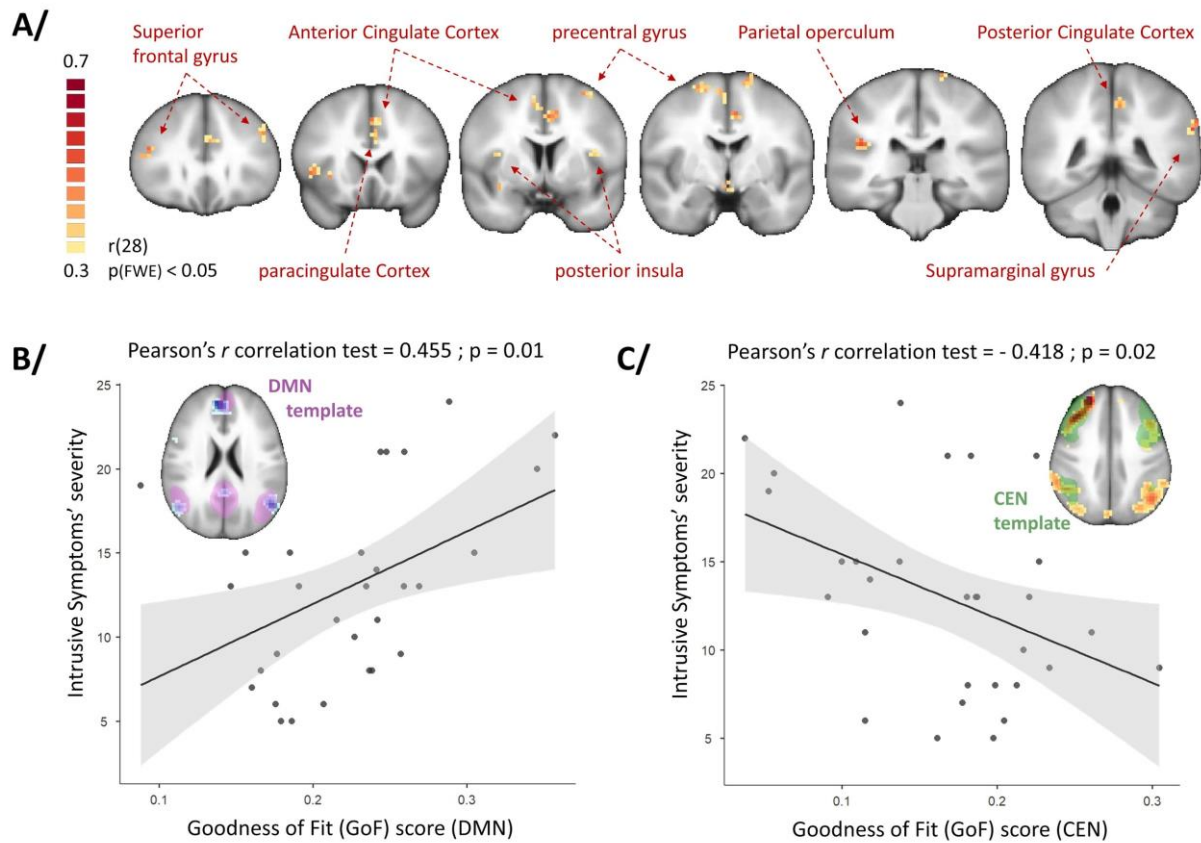 A/
Superior
frontal gyrus
Anterior Cingulate Cortex
precentral gyrus
Parietal operculum
Posterior Cingulate Cortex
0.7
r(28)
0.3 p(FWE) < 0.05
paracingulate Cortex
posterior insula
Supramarginal gyrus
B/
Pearson's r correlation test = 0.455 ; p = 0.01
DMN
template
Intrusive Symptoms' severity
25
20
15
10
5
0.1
0.2
0.3
Goodness of Fit (GoF) score (DMN)
C/
Pearson's r correlation test = - 0.418 ; p = 0.02
CEN
template
Intrusive Symptoms' severity
25
20
15
10
5
0.1
0.2
0.3
Goodness of Fit (GoF) score (CEN)